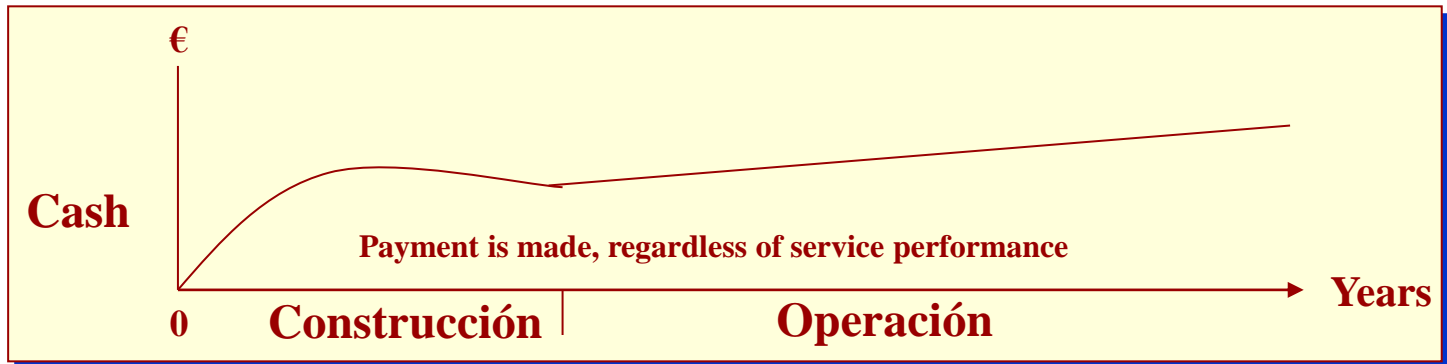 €
Cash
Payment is made, regardless of service performance
Years
0
Construcción
Operación